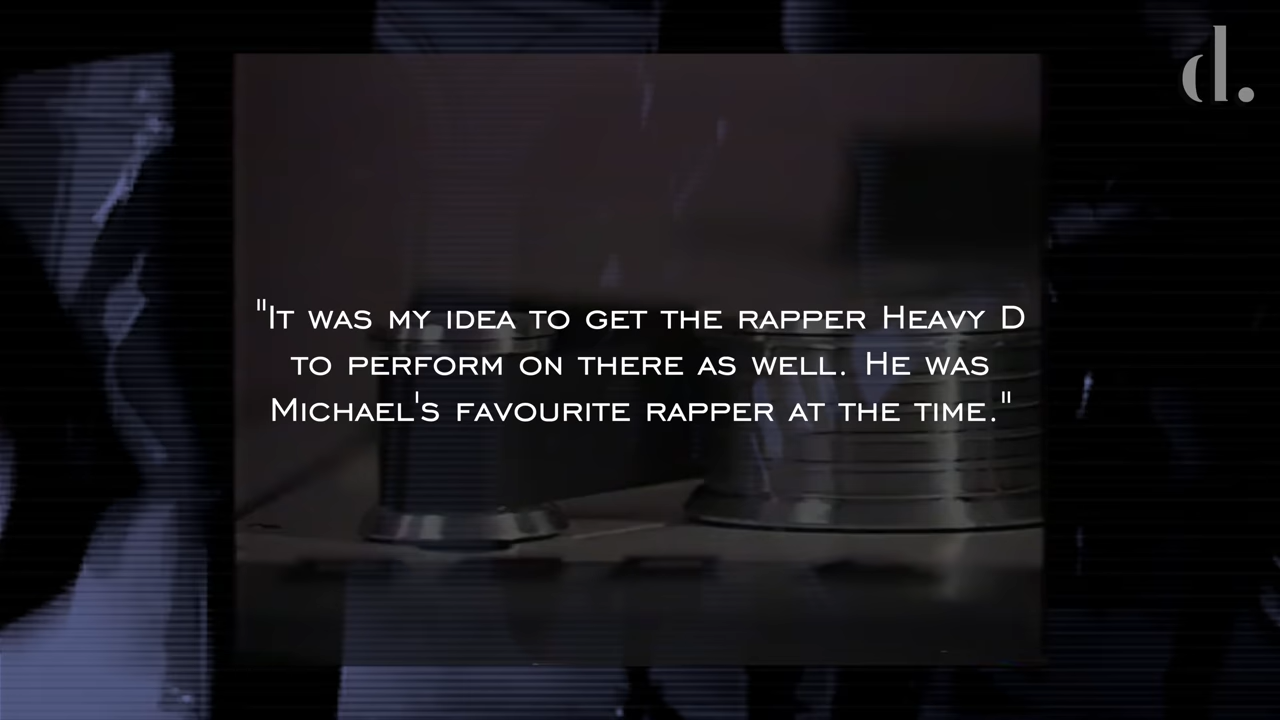 d.
"It was my idea to get the rapper Heavy D
to perform on there as well. He was
Michael's favourite rapper at the time."